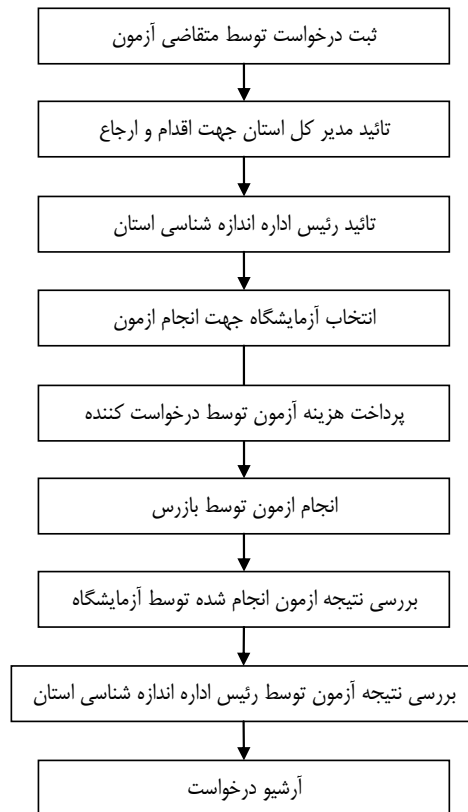 ثبت درخواست توسط متقاضی آزمون
تائید مدیر کل استان جهت اقدام و ارجاع
تائید رئیس اداره اندازه شناسی استان
انتخاب آزمایشگاه جهت انجام ازمون
پرداخت هزینه آزمون توسط درخواست کننده
انجام ازمون توسط بازرس
بررسی نتیجه ازمون انجام شده توسط آزمایشگاه
بررسی نتیجه آزمون توسط رئیس اداره اندازه شناسی استان
آرشیو درخواست